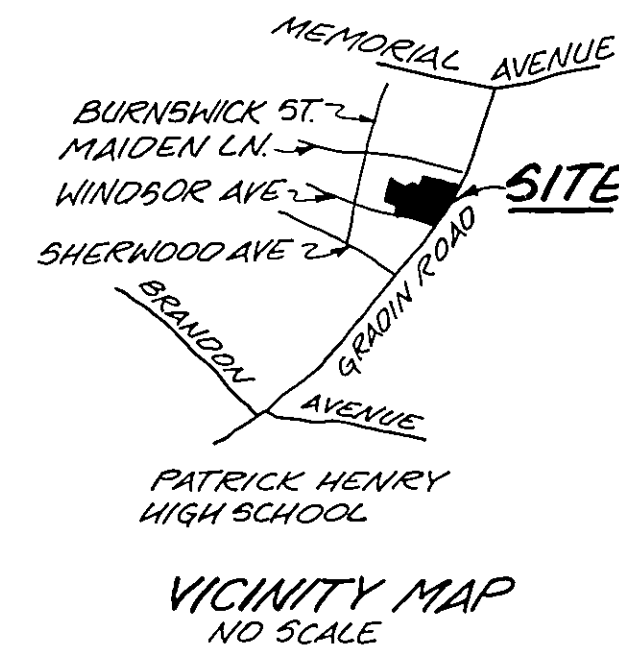 MEMORIAL AVENUE
BURNSWICK ST.
MAIDEN LN.
WINDSOR AVE
SITE
SHERWOOD AVE
GRADIN ROAD
BRANDON AVENUE
PATRICK HENRY
HIGH SCHOOL
VICINITY MAP
NO SCALE